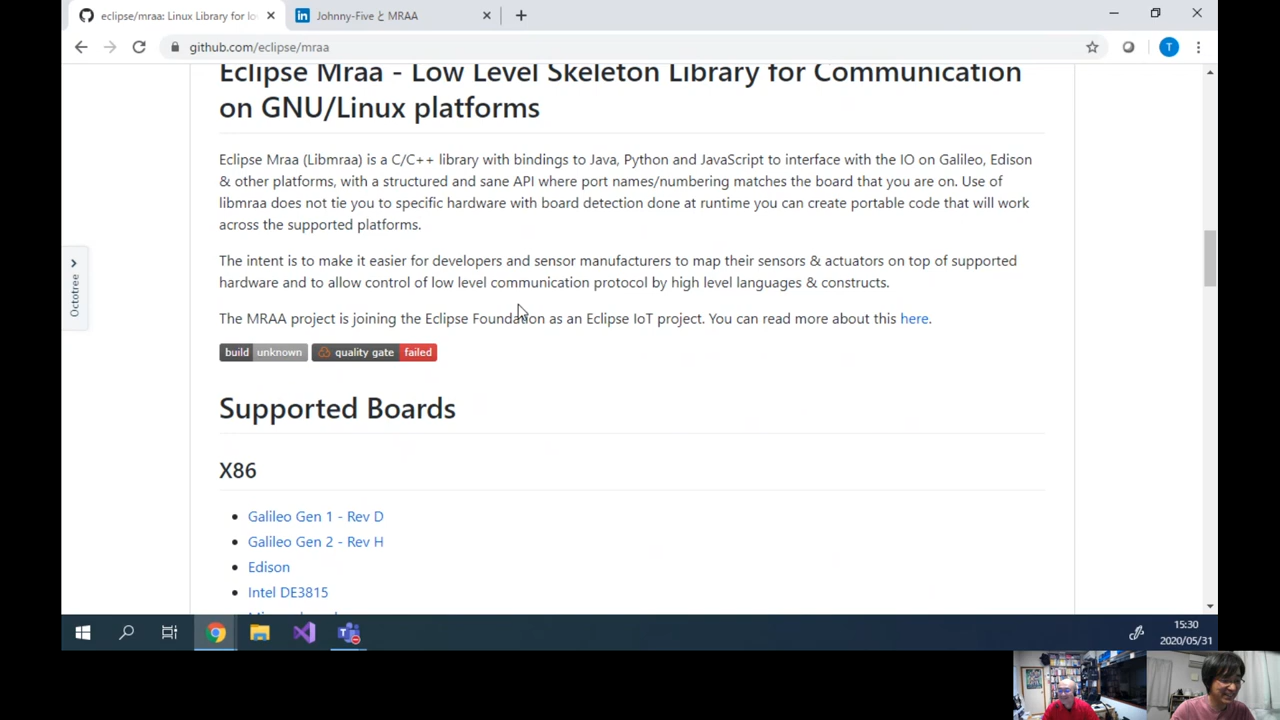 eclipse/mraa: Linux Library for lo
Johnny-Five と MRAA
github.com/eclipse/mraa
T
Eclipse Mraa - Low Level Skeleton Library for Communication
on GNU/Linux platforms
Eclipse Mraa (Libmraa) is a C/C++ library with bindings to Java, Python and JavaScript to interface with the IO on Galileo, Edison
& other platforms, with a structured and sane API where port names/numbering matches the board that you are on. Use of
libmraa does not tie you to specific hardware with board detection done at runtime you can create portable code that will work
across the supported platforms.
The intent is to make it easier for developers and sensor manufacturers to map their sensors & actuators on top of supported
hardware and to allow control of low level communication protocol by high level languages & constructs.
The MRAA project is joining the Eclipse Foundation as an Eclipse IoT project. You can read more about this here.
build unknown quality gate failed
Octotree
Supported Boards
X86
Galileo Gen 1 - Rev D
Galileo Gen 2 - Rev H
Edison
Intel DE3815
15:30
2020/05/31